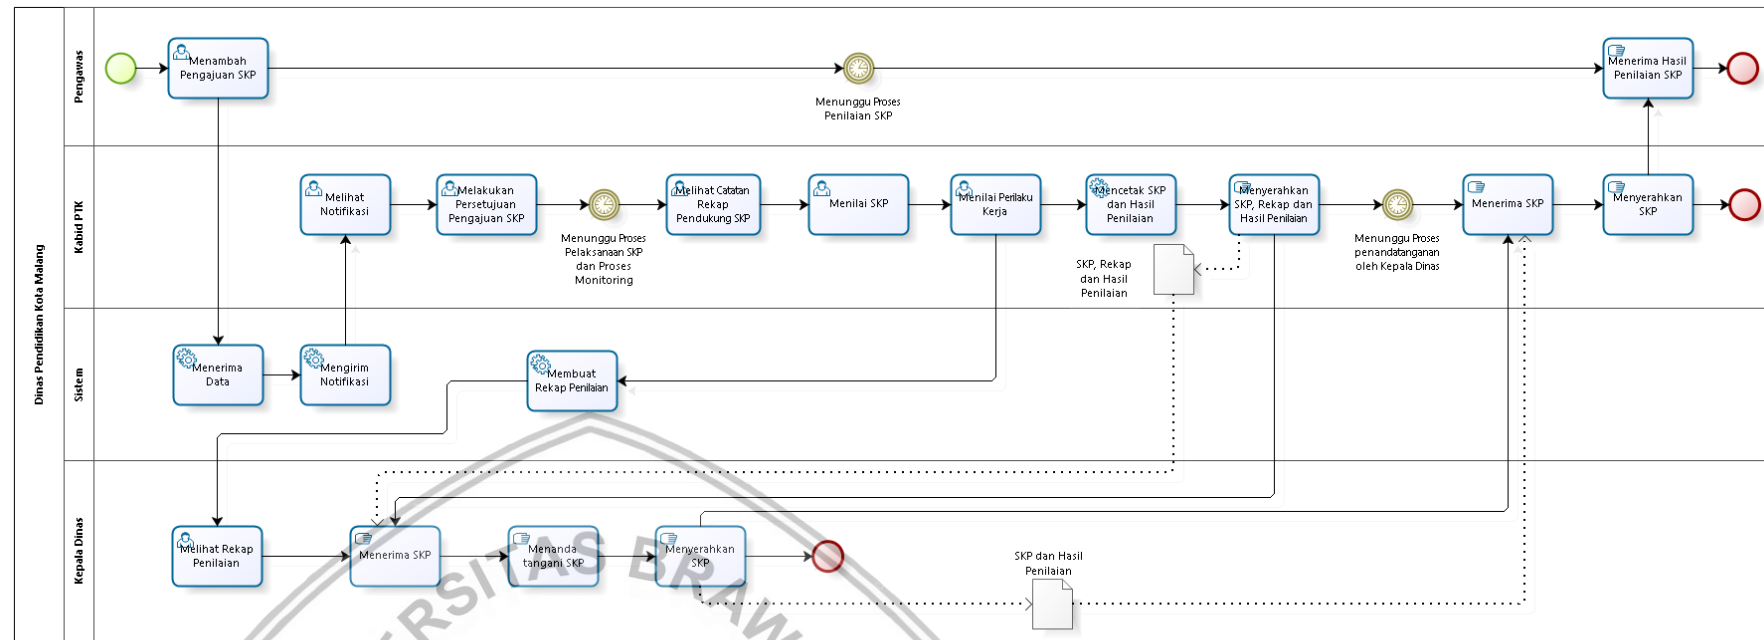 Dinas Pendidikan Kota Malang
Pengawas
Menambah
Pengajuan SKP
Menunggu Proses
Penilaian SKP
Menerima Hasil
Penilaian SKP
Kabid PTK
Melihat
Notifikasi
Melakukan
Persetujuan
Pengajuan SKP
Menunggu Proses
Pelaksanaan SKP
dan Proses
Monitoring
Melihat Catatan
Rekap
Pendukung SKP
Menilai SKP
Menilai Perilaku
Kerja
Mencetak SKP
dan Hasil
Penilaian
Menyerahkan
SKP, Rekap dan
Hasil Penilaian
SKP, Rekap
dan Hasil
Penilaian
Menunggu Proses
penandatanganan
oleh Kepala Dinas
Menerima SKP
Menyerahkan
SKP
Sistem
Menerima
Data
Mengirim
Notifikasi
Membuat
Rekap Penilaian
Kepala Dinas
Melihat Rekap
Penilaian
Menerima SKP
Menanda
tangani SKP
Menyerahkan
SKP
SKP dan Hasil
Penilaian
ERSITAS BRAW